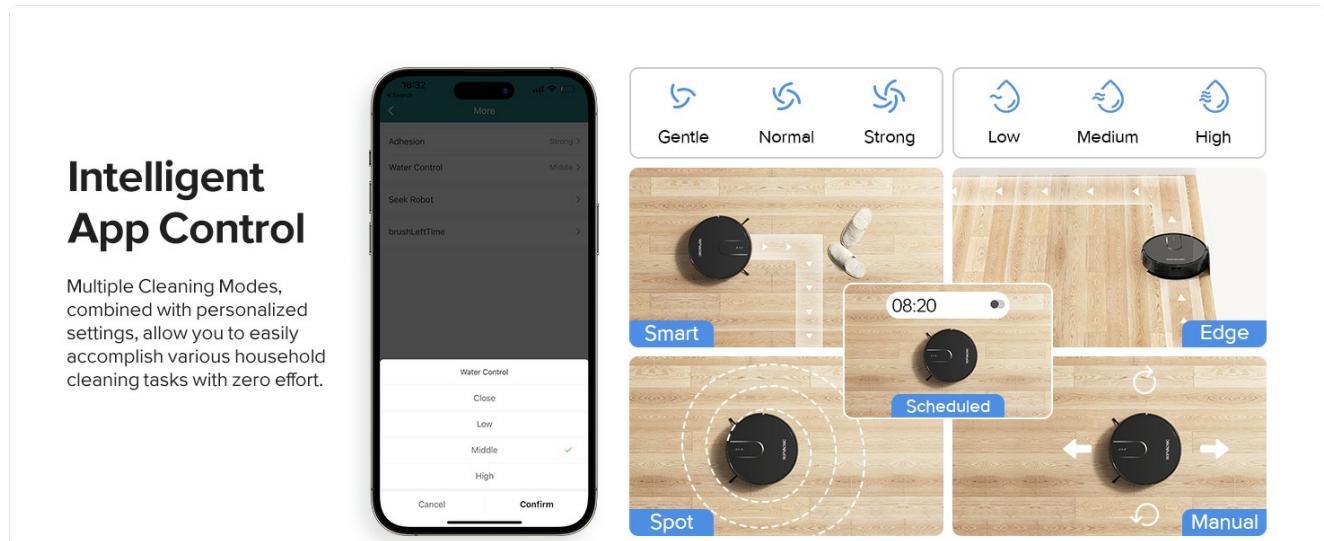 Intelligent
App Control
Multiple Cleaning Modes,
combined with personalized
settings, allow you to easily
accomplish various household
cleaning tasks with zero effort.
16:32
Search
More
Adhesion Strong
Water Control Middle
Seek Robot
brushLeftTime
Water Control
Close
Low
Middle
High
Cancel Confirm
Gentle Normal Strong
Low Medium High
Smart
Edge
08:20
Scheduled
Spot
Manual